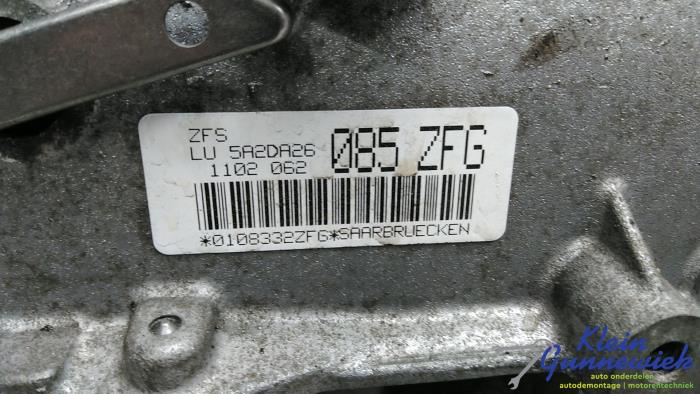 ZFS
LU 5A2DA26 085 ZFG
1102 062
*0108332ZFG*SAARBRUECKEN
Klein
Gunnewiek
auto onderdelen
autodemontage | motorentechniek